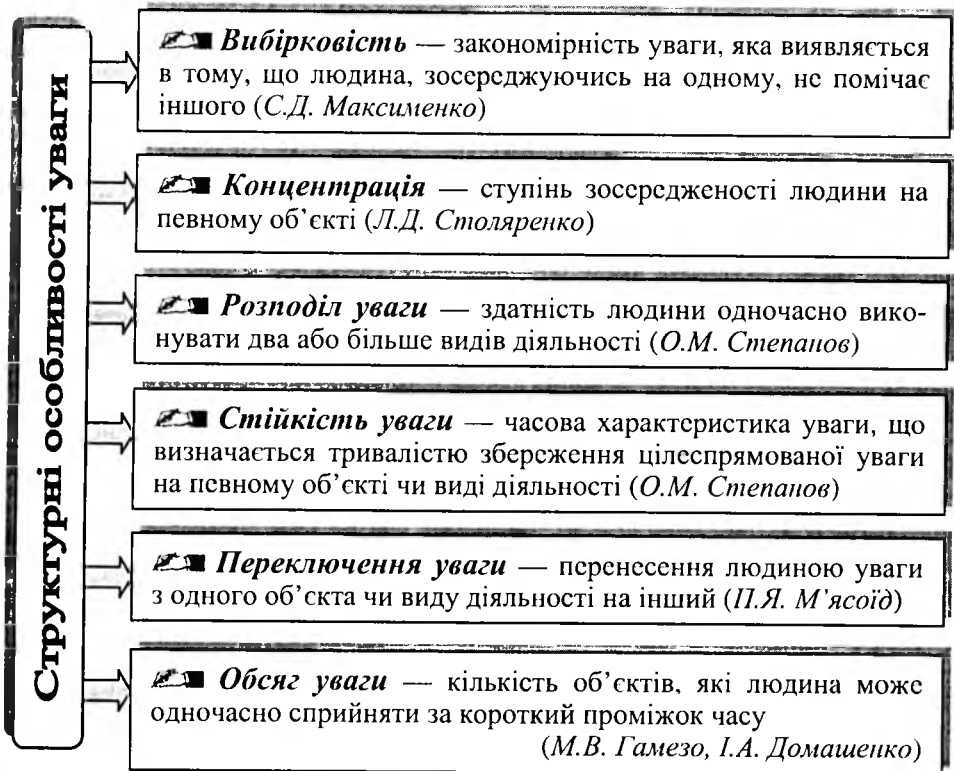 Структурні особливості уваги
Вибірковість — закономірність уваги, яка виявляється
в тому, що людина, зосереджуючись на одному, не помічає
іншого (С.Д. Максименко)
Концентрація — ступінь зосередженості людини на
певному об’єкті (Л.Д. Столяренко)
Розподіл уваги — здатність людини одночасно вико-
нувати два або більше видів діяльності (О.М. Степанов)
Стійкість уваги — часова характеристика уваги, що
визначається тривалістю збереження цілеспрямованої уваги
на певному об’єкті чи виді діяльності (О.М. Степанов)
Переключення уваги — перенесення людиною уваги
з одного об’єкта чи виду діяльності на інший (П.Я. М’ясоїд)
Обсяг уваги — кількість об’єктів, які людина може
одночасно сприйняти за короткий проміжок часу
(М.В. Гамезо, І.А. Домашенко)